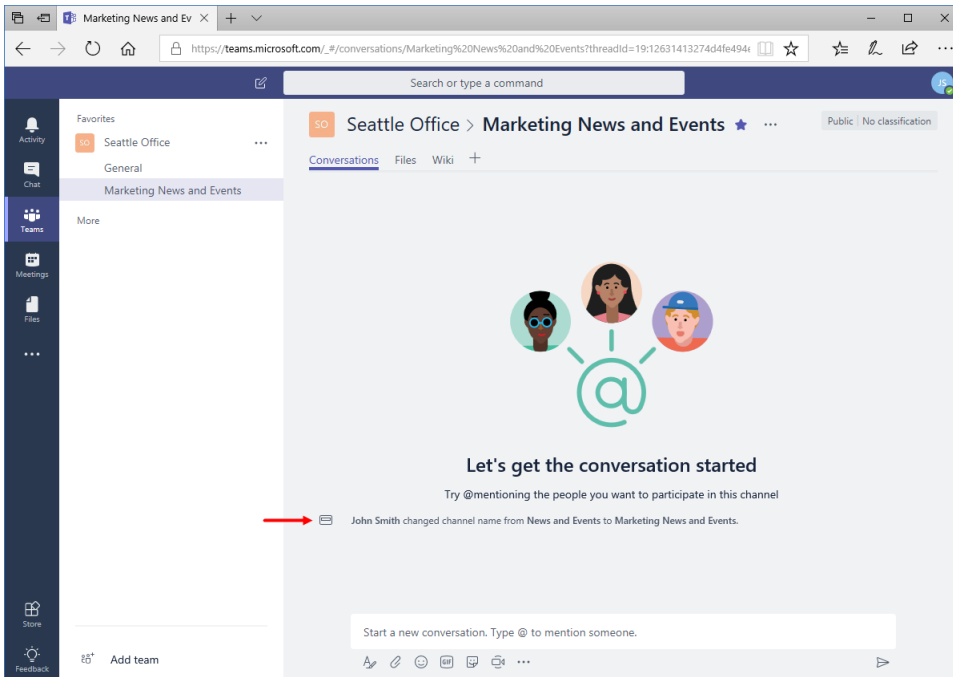 Marketing News and Ev
https://teams.microsoft.com/_#/conversations/Marketing%20News%20and%20Events?threadId=19:12631413274d4fe494e
Search or type a command
JS
Activity
Chat
Teams
Meetings
Files
Store
Feedback
Favorites
SO Seattle Office
General
Marketing News and Events
More
Add team
SO Seattle Office > Marketing News and Events
Public No classification
Conversations Files Wiki
Let's get the conversation started
Try @mentioning the people you want to participate in this channel
John Smith changed channel name from News and Events to Marketing News and Events.
Start a new conversation. Type @ to mention someone.
GIF